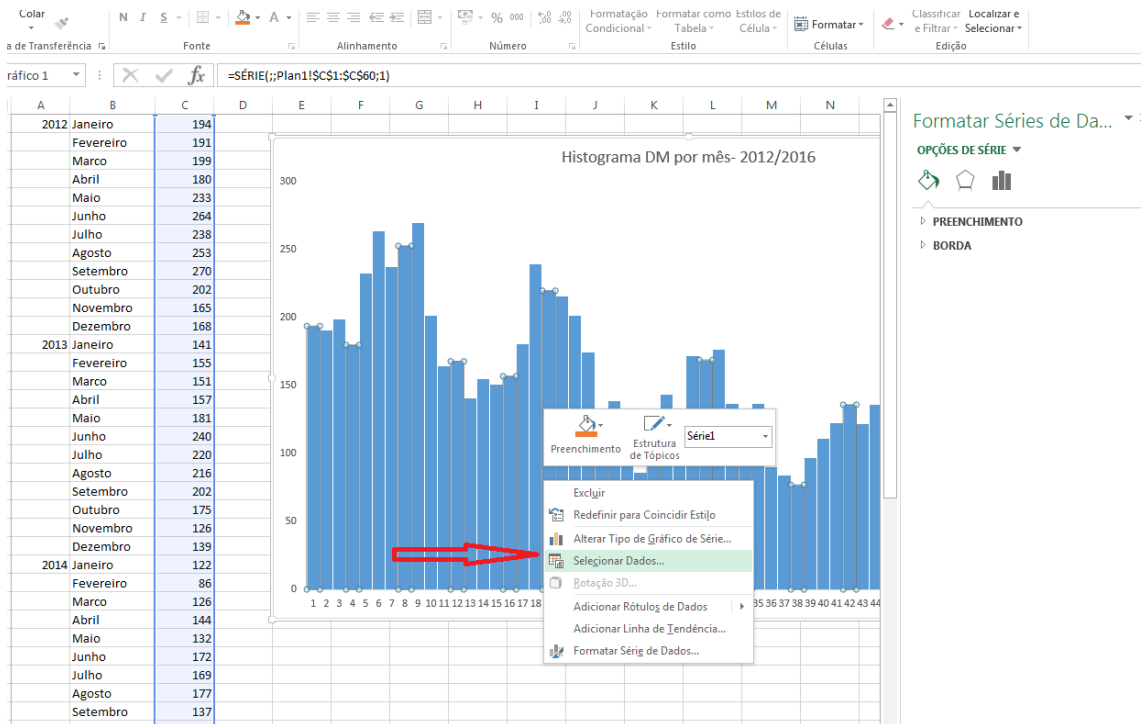 Colar
N I S A % 000
Formatação Formatar como Estilos de
Condicional Tabela Célula
Formatar
Classificar Localizar e
e Filtrar Selecionar
a de Transferência Fonte Alinhamento Número Estilo Células Edição
ráfico 1 fx =SÉRIE(;;Plan1!$C$1:$C$60;1)
A B C D E F G H I J K L M N
2012 Janeiro 194
Fevereiro 191
Marco 199
Abril 180
Maio 233
Junho 264
Julho 238
Agosto 253
Setembro 270
Outubro 202
Novembro 165
Dezembro 168
2013 Janeiro 141
Fevereiro 155
Marco 151
Abril 157
Maio 181
Junho 240
Julho 220
Agosto 216
Setembro 202
Outubro 175
Novembro 126
Dezembro 139
2014 Janeiro 122
Fevereiro 86
Marco 126
Abril 144
Maio 132
Junho 172
Julho 169
Agosto 177
Setembro 137
Histograma DM por mês- 2012/2016
300
250
200
150
100
50
0
1 2 3 4 5 6 7 8 9 10 11 12 13 14 15 16 17 18
35 36 37 38 39 40 41 42 43 44
Preenchimento
Estrutura
de Tópicos
Série1
Excluir
Redefinir para Coincidir Estilo
Alterar Tipo de Gráfico de Série...
Selecionar Dados...
Rotação 3D...
Adicionar Rótulos de Dados
Adicionar Linha de Tendência...
Formatar Série de Dados...
Formatar Séries de Da...
OPÇÕES DE SÉRIE
PREENCHIMENTO
BORDA